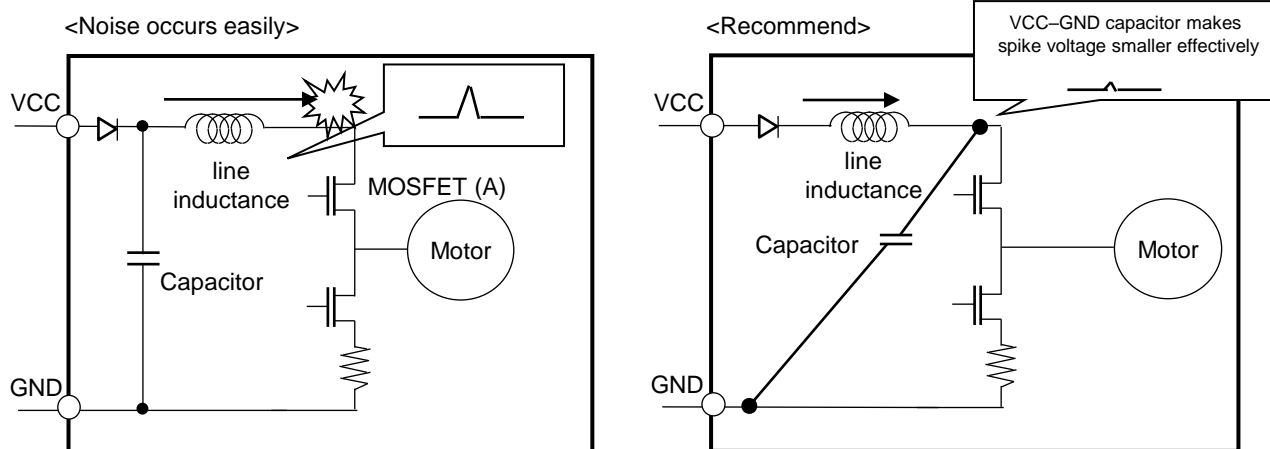 <Noise occurs easily>
VCC
line
inductance
MOSFET (A)
Motor
Capacitor
GND
<Recommend>
VCC–GND capacitor makes
spike voltage smaller effectively
VCC
line
inductance
Capacitor
Motor
GND